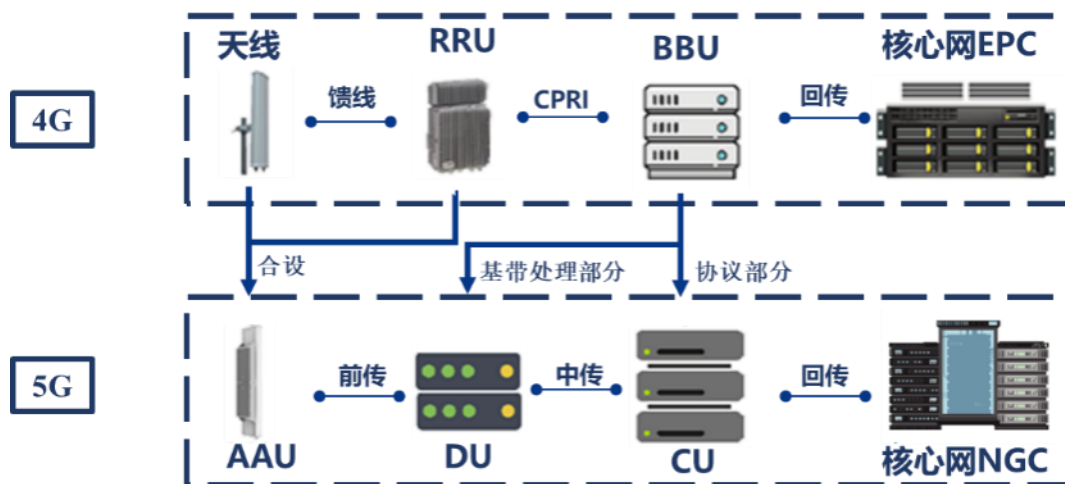 天线
RRU
BBU
核心网EPC
4G
馈线
CPRI
回传
合设
基带处理部分
协议部分
5G
前传
中传
回传
AAU
DU
CU
核心网NGC